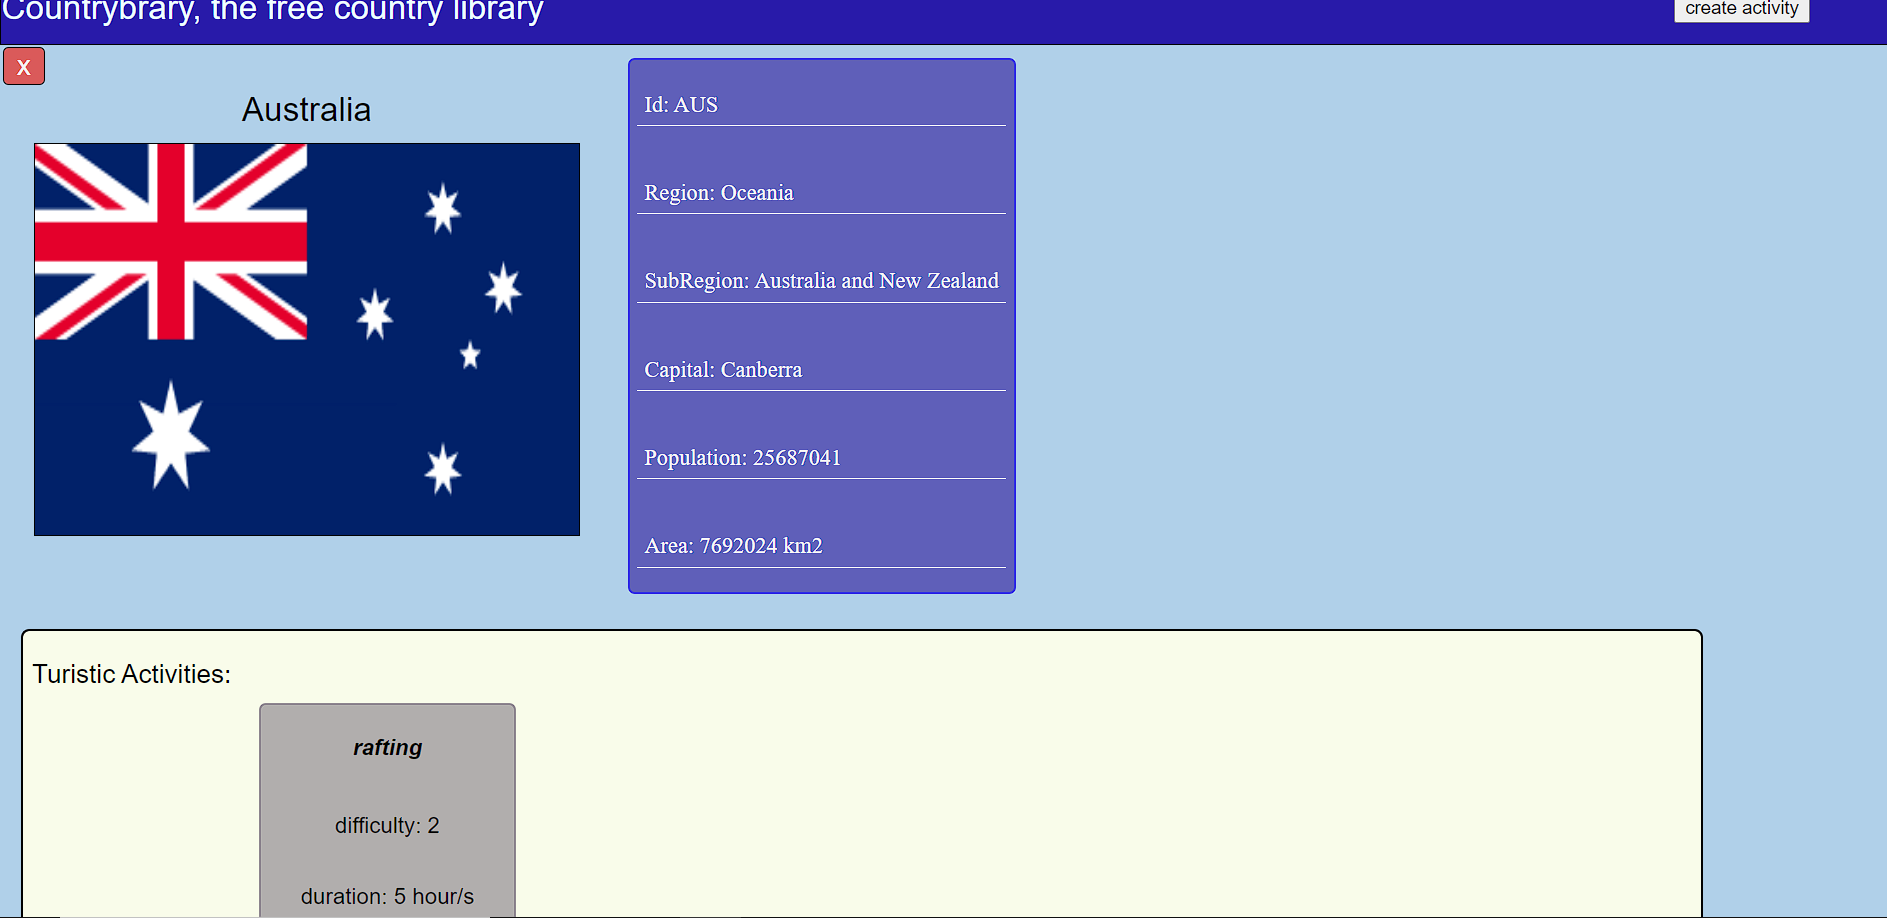 Countrybrary, the free country library
create activity
X
Australia
Id: AUS
Region: Oceania
SubRegion: Australia and New Zealand
Capital: Canberra
Population: 25687041
Area: 7692024 km2
Turistic Activities:
rafting
difficulty: 2
duration: 5 hour/s